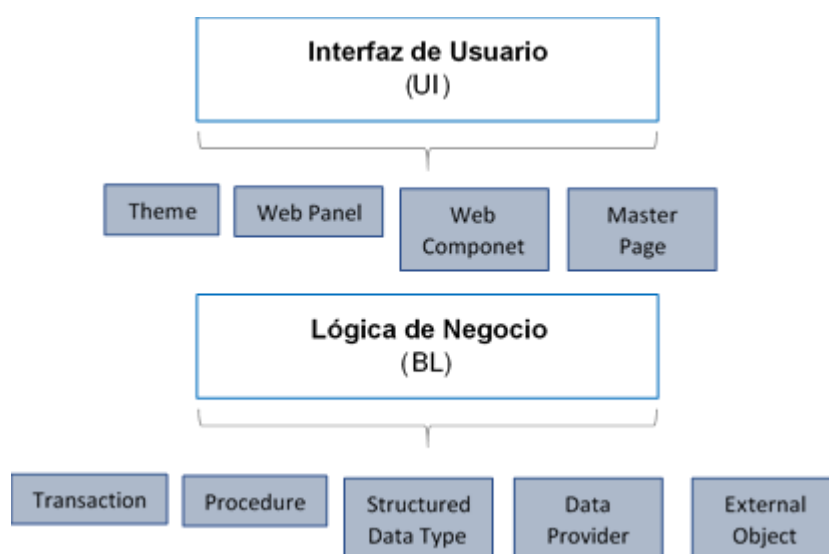 Interfaz de Usuario
(UI)
Theme
Web Panel
Web
Componet
Master
Page
Lógica de Negocio
(BL)
Transaction
Procedure
Structured
Data Type
Data
Provider
External
Object